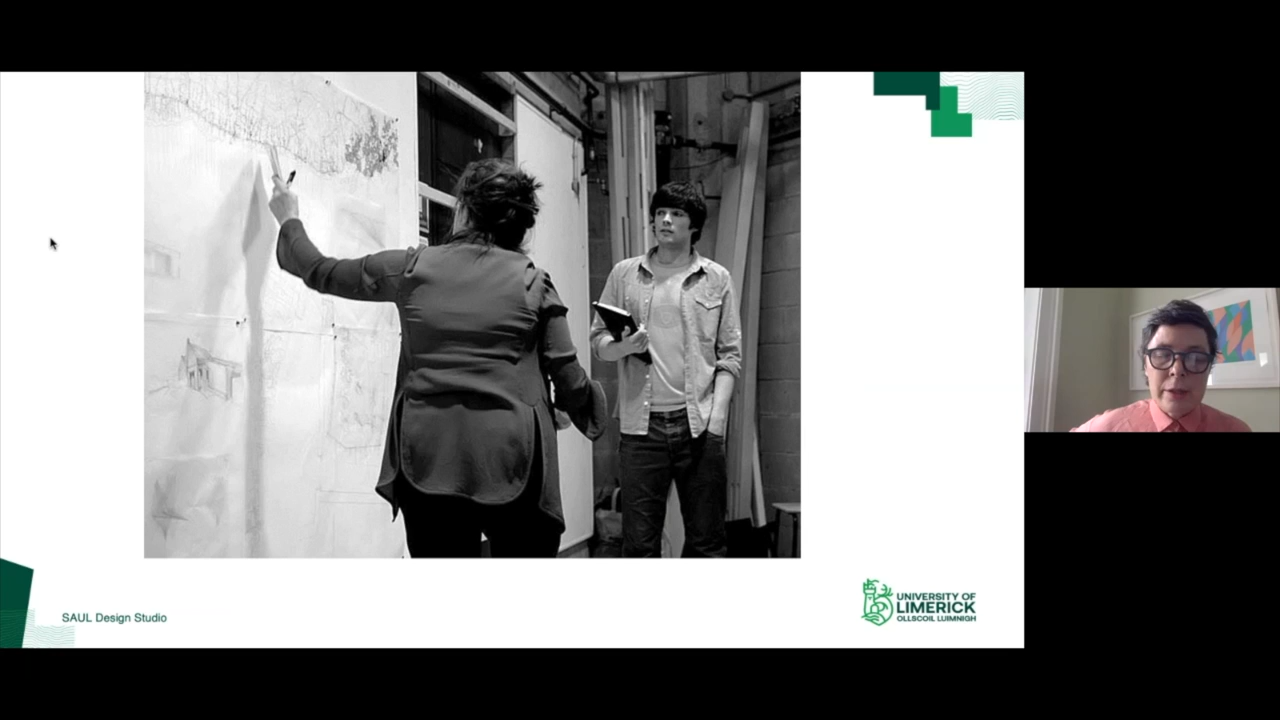 SAUL Design Studio
UNIVERSITY OF
LIMERICK
OLLSCOIL LUIMNIGH